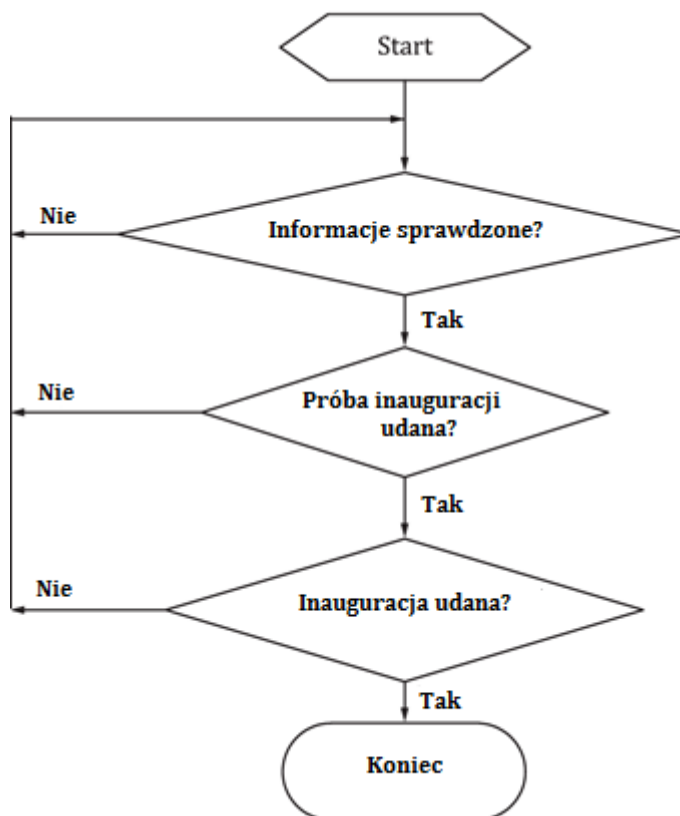 Start
Nie
Informacje sprawdzone?
Tak
Nie
Próba inauguracji
udana?
Tak
Nie
Inauguracja udana?
Tak
Koniec